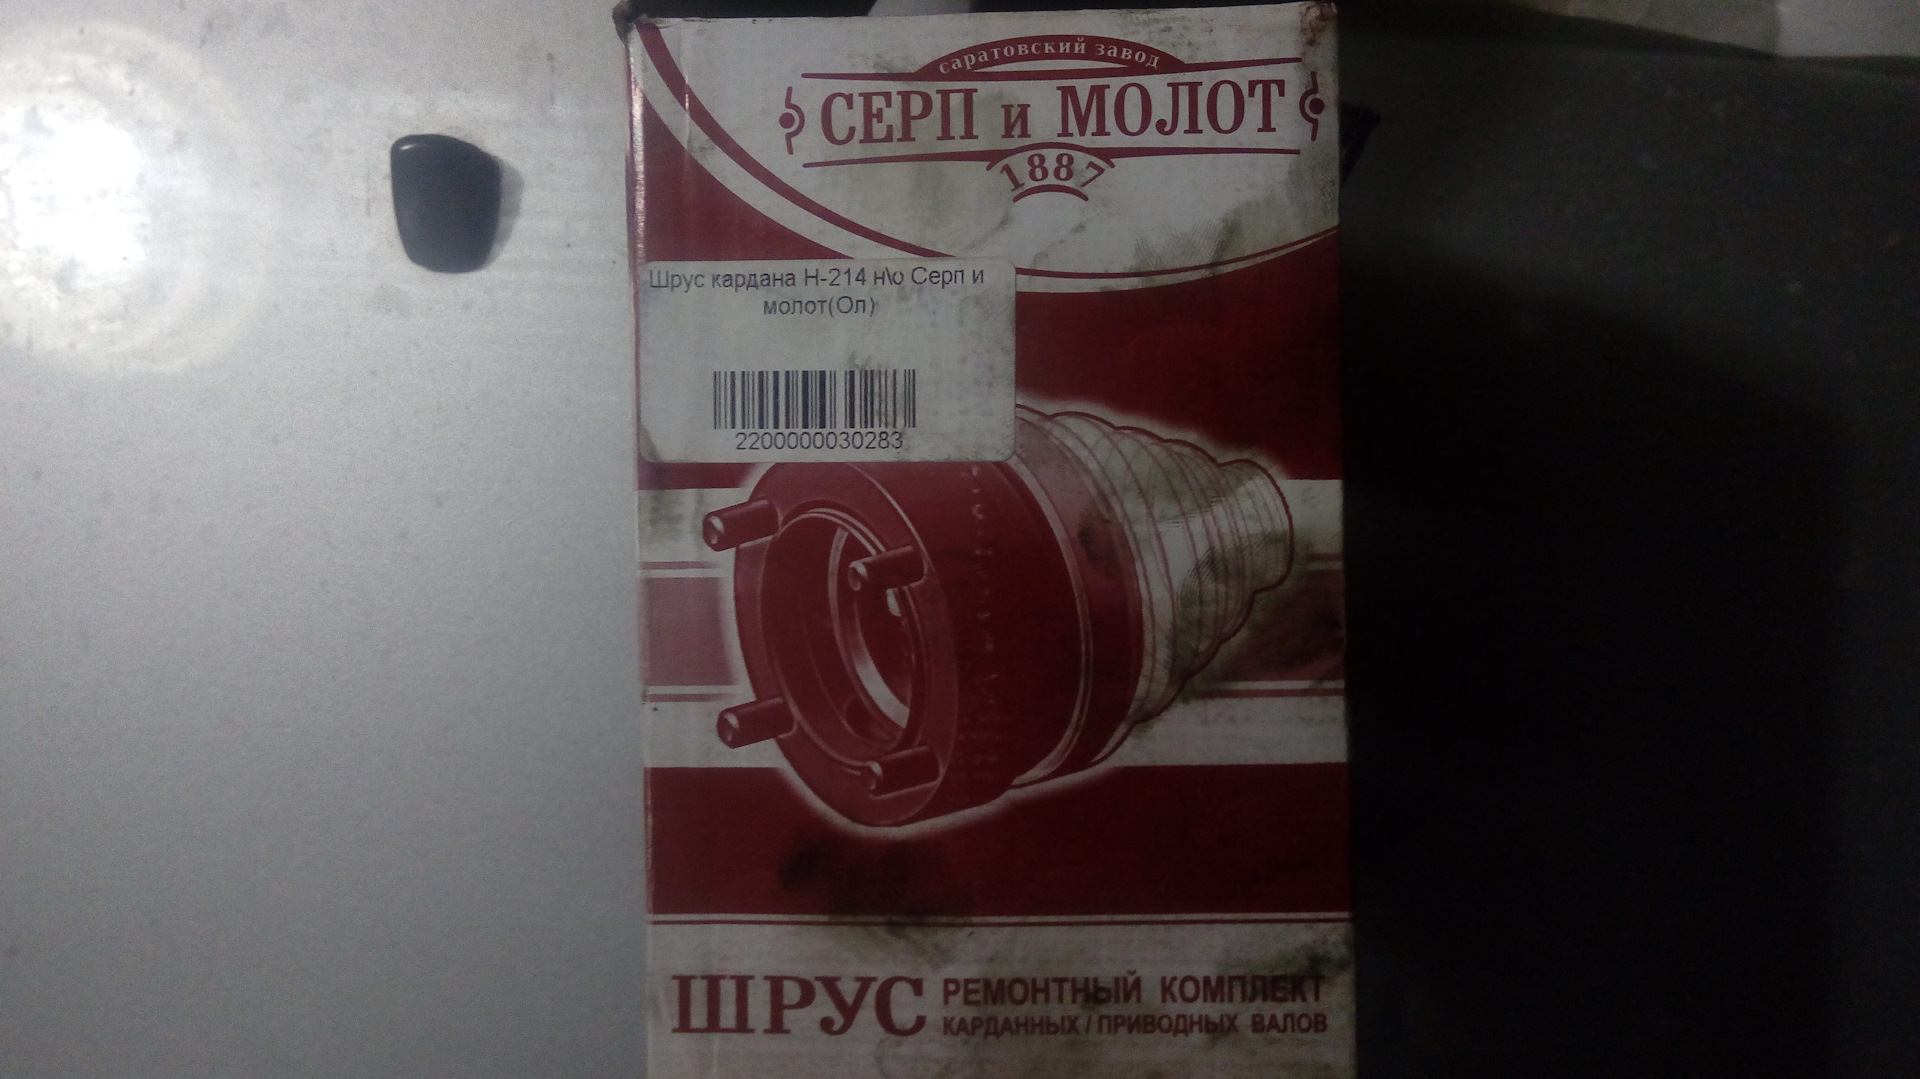 саратовский завод
СЕРП и МОЛОТ
1887
Шрус кардана Н-214 н\о Серп и
молот(Ол)
2200000030283
ШРУС РЕМОНТНЫЙ КОМПЛЕКТ
КАРДАННЫХ / ПРИВОДНЫХ ВАЛОВ